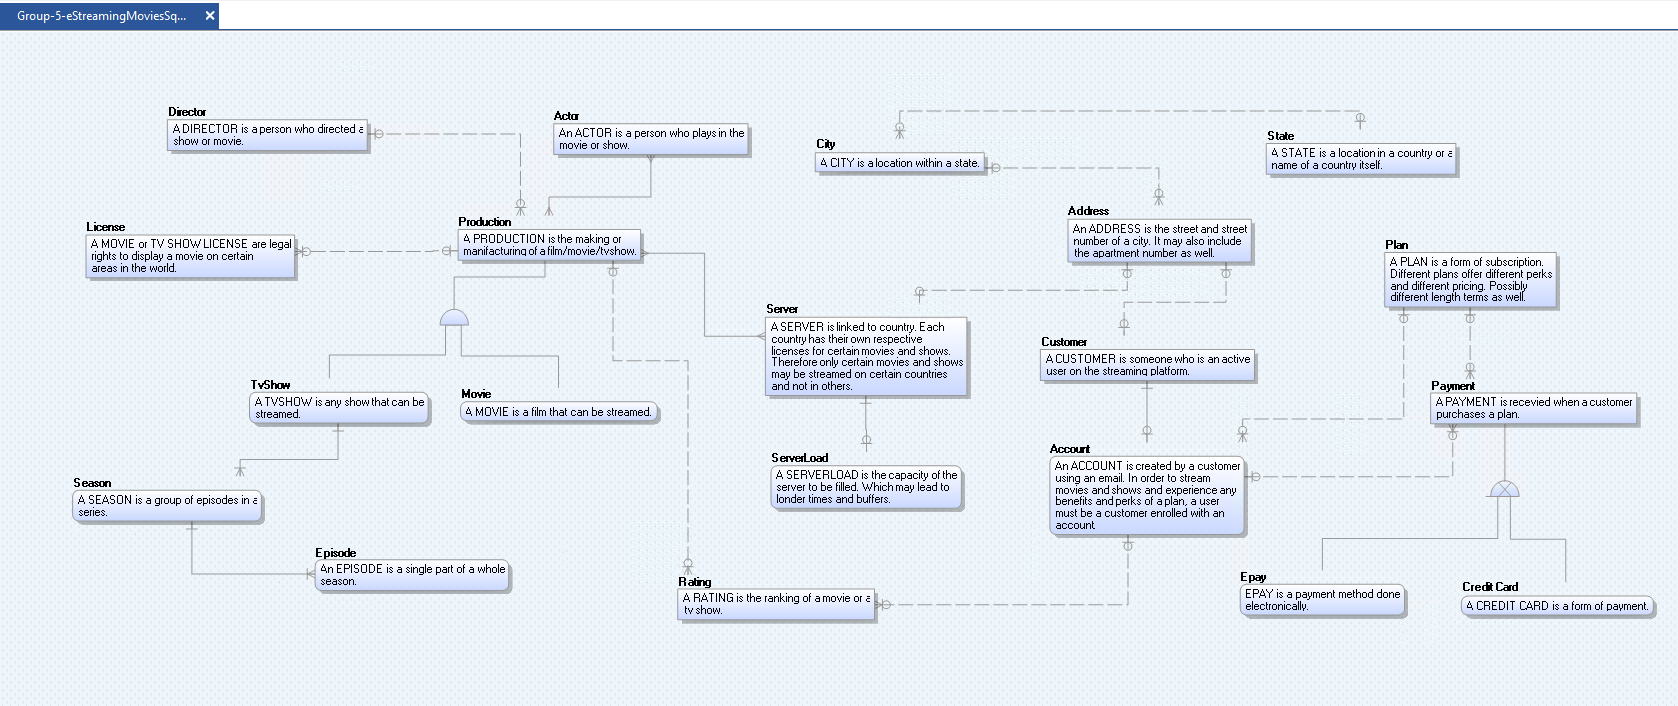 Group-5-eStreamingMoviesSq...
Director
A DIRECTOR is a person who directed a
show or movie.
Actor
An ACTOR is a person who plays in the
movie or show.
City
A CITY is a location within a state.
State
A STATE is a location in a country or a
name of a country itself.
License
A MOVIE or TV SHOW LICENSE are legal
rights to display a movie on certain
areas in the world.
Production
A PRODUCTION is the making or
manifacturing of a film/movie/tvshow.
Address
An ADDRESS is the street and street
number of a city. It may also include
the apartment number as well.
Plan
A PLAN is a form of subscription.
Different plans offer different perks
and different pricing. Possibly
different length terms as well.
Server
A SERVER is linked to country. Each
country has their own respective
licenses for certain movies and shows.
Therefore only certain movies and shows
may be streamed on certain countries
and not in others.
Customer
A CUSTOMER is someone who is an active
user on the streaming platform.
TvShow
A TVSHOW is any show that can be
streamed.
Movie
A MOVIE is a film that can be streamed.
Payment
A PAYMENT is recevied when a customer
purchases a plan.
Season
A SEASON is a group of episodes in a
series.
ServerLoad
A SERVERLOAD is the capacity of the
server to be filled. Which may lead to
londer times and buffers.
Account
An ACCOUNT is created by a customer
using an email. In order to stream
movies and shows and experience any
benefits and perks of a plan, a user
must be a customer enrolled with an
account.
Episode
An EPISODE is a single part of a whole
season.
Rating
A RATING is the ranking of a movie or a
tv show.
Epay
EPAY is a payment method done
electronically.
Credit Card
A CREDIT CARD is a form of payment.